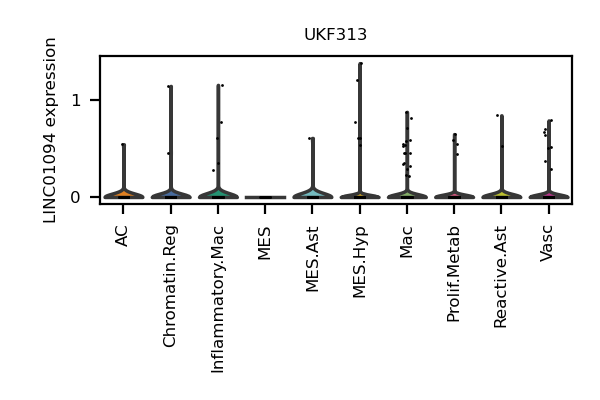 UKF313
LINC01094 expression
1
0
AC
Chromatin.Reg
Inflammatory.Mac
MES
MES.Ast
MES.Hyp
Mac
Prolif.Metab
Reactive.Ast
Vasc